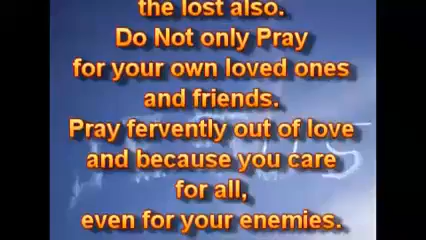 the lost also.
Do Not only Pray
for your own loved ones
and friends.
Pray fervently out of love
and because you care
for all,
even for your enemies.